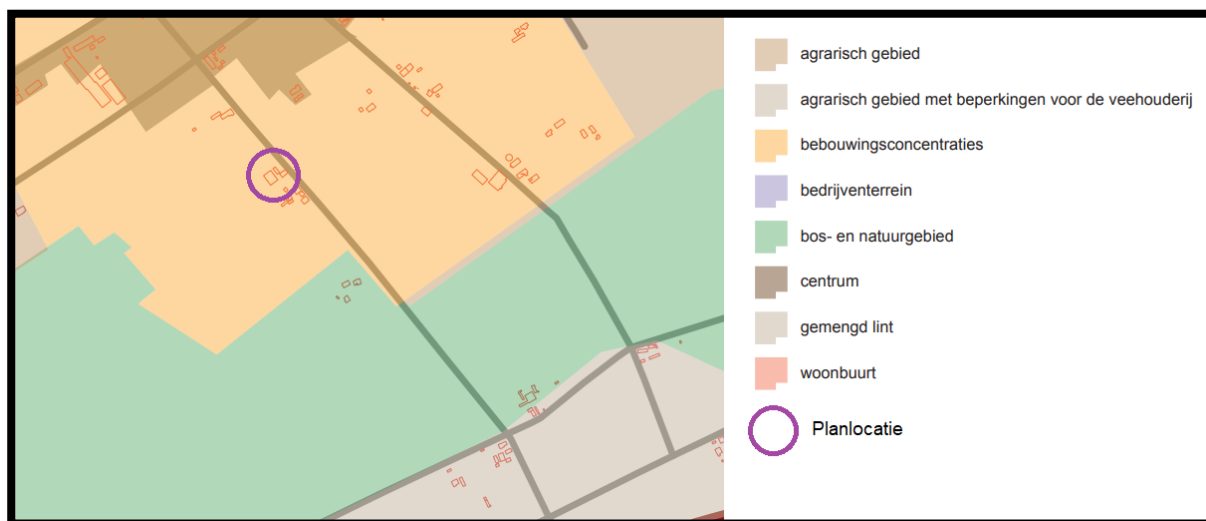 agrarisch gebied
agrarisch gebied met beperkingen voor de veehouderij
bebouwingsconcentraties
bedrijventerrein
bos- en natuurgebied
centrum
gemengd lint
woonbuurt
Planlocatie